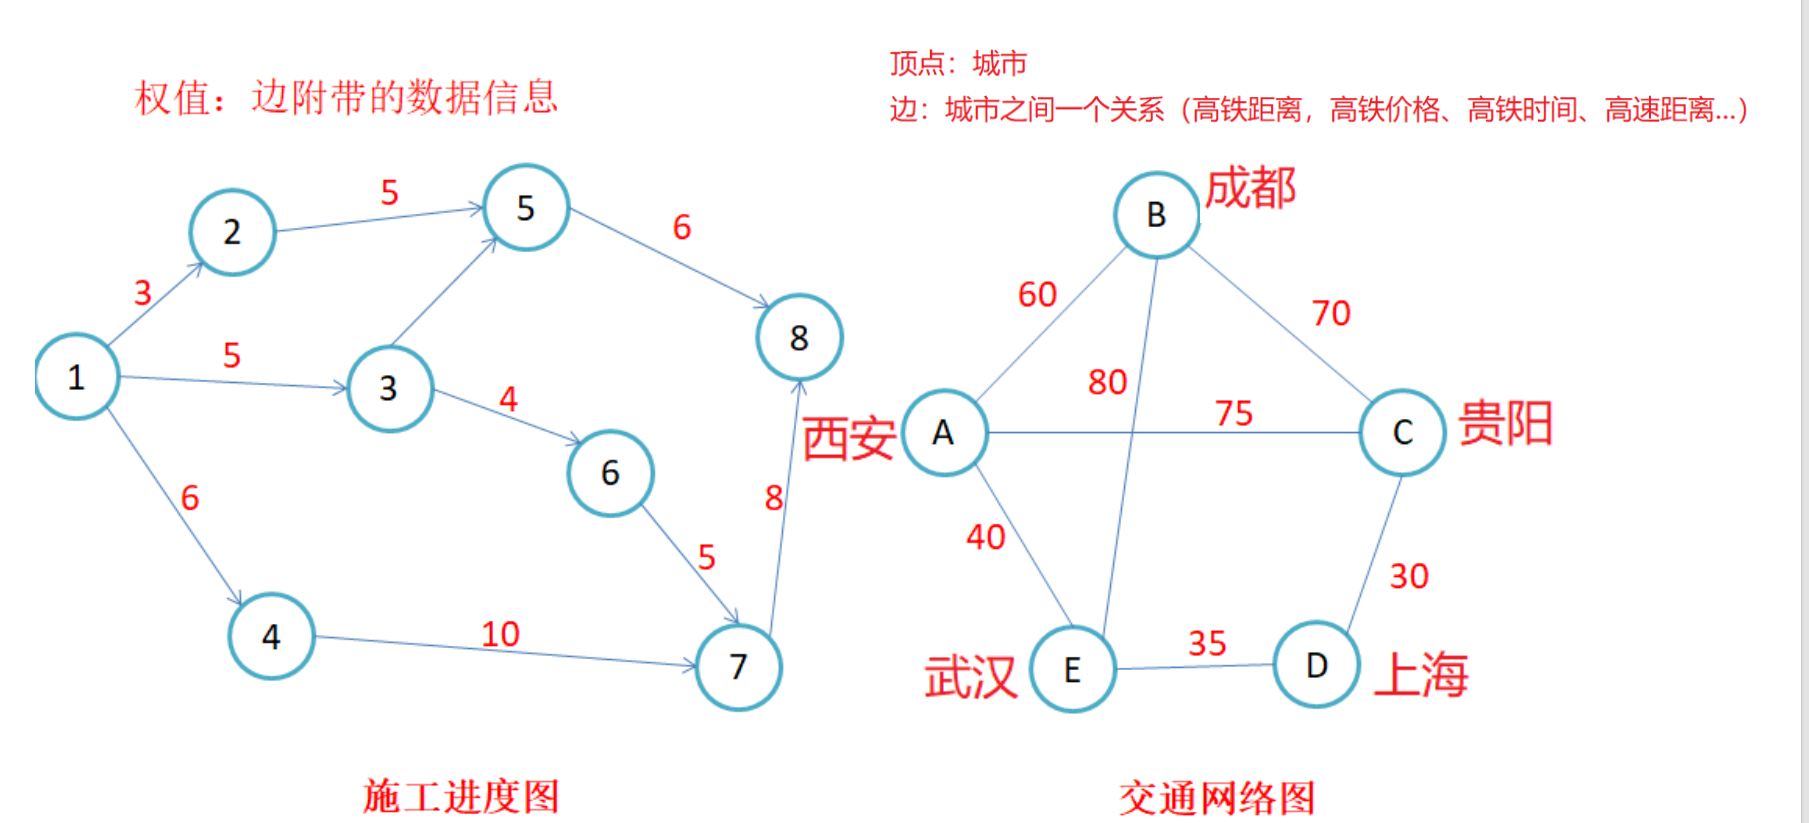 权值：边附带的数据信息
顶点：城市
边：城市之间一个关系（高铁距离，高铁价格、高铁时间、高速距离...）
2
5
5
6
3
1
5
3
8
4
6
6
8
5
4
10
7
施工进度图
B
成都
60
70
80
西安
A
75
C
贵阳
40
30
武汉
E
35
D
上海
交通网络图